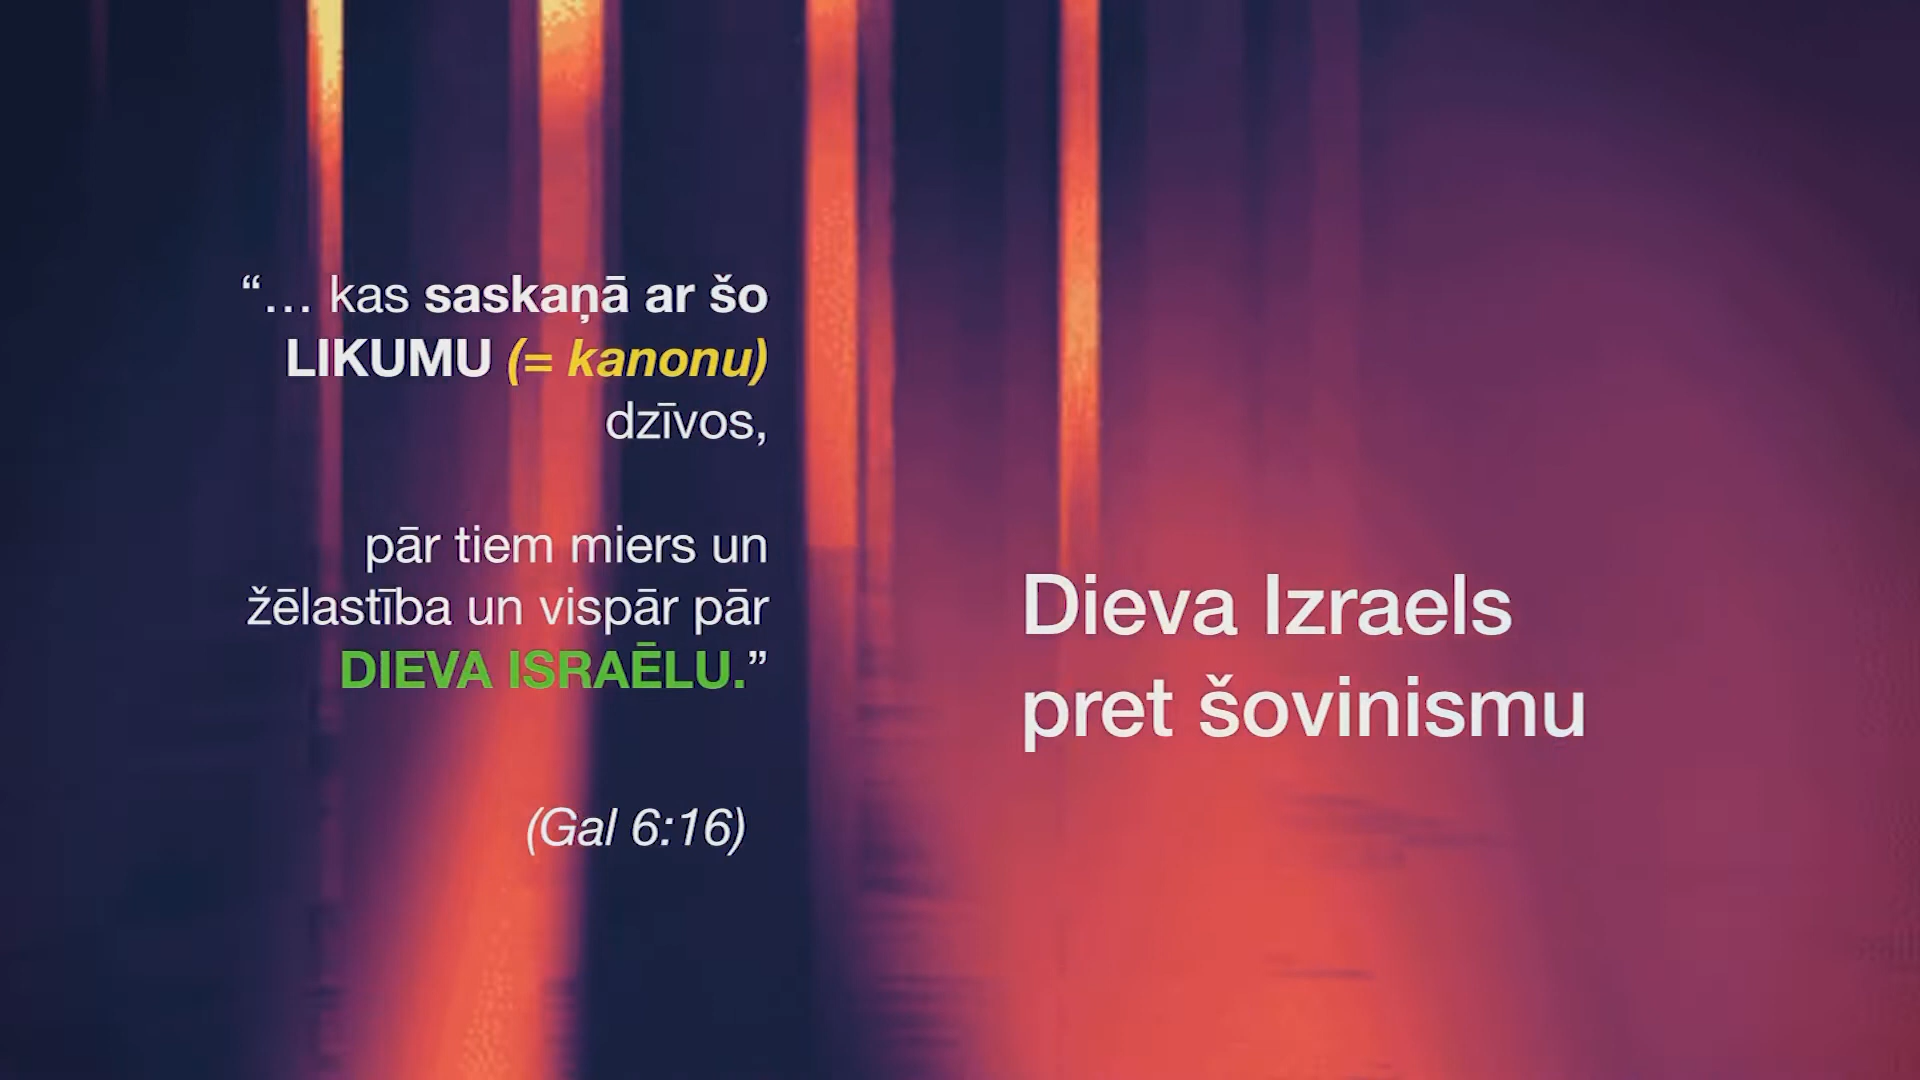 “… kas saskaņā ar šo
LIKUMU (= kanonu)
dzīvos,
pār tiem miers un
žēlastība un vispār pār
DIEVA ISRAĒLU.”
(Gal 6:16)
Dieva Izraels
pret šovinismu